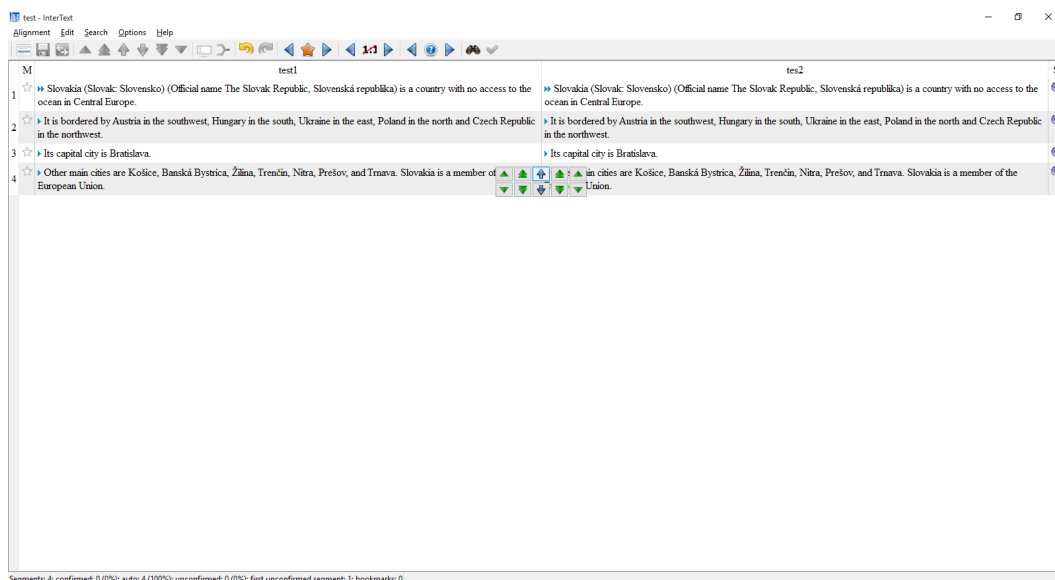 test - InterText
Alignment Edit Search Options Help
1:1
M test1 tes2 S
1 Slovakia (Slovak: Slovensko) (Official name The Slovak Republic, Slovenská republika) is a country with no access to the ocean in Central Europe.
Slovakia (Slovak: Slovensko) (Official name The Slovak Republic, Slovenská republika) is a country with no access to the ocean in Central Europe.
2 It is bordered by Austria in the southwest, Hungary in the south, Ukraine in the east, Poland in the north and Czech Republic in the northwest.
It is bordered by Austria in the southwest, Hungary in the south, Ukraine in the east, Poland in the north and Czech Republic in the northwest.
3 Its capital city is Bratislava.
Its capital city is Bratislava.
4 Other main cities are Košice, Banská Bystrica, Žilina, Trenčín, Nitra, Prešov, and Trnava. Slovakia is a member of
European Union.
in cities are Košice, Banská Bystrica, Žilina, Trenčín, Nitra, Prešov, and Trnava. Slovakia is a member of the
Union.
Segments: 4; confirmed: 0 (0%); auto: 4 (100%); unconfirmed: 0 (0%); first unconfirmed segment: 1; bookmarks: 0